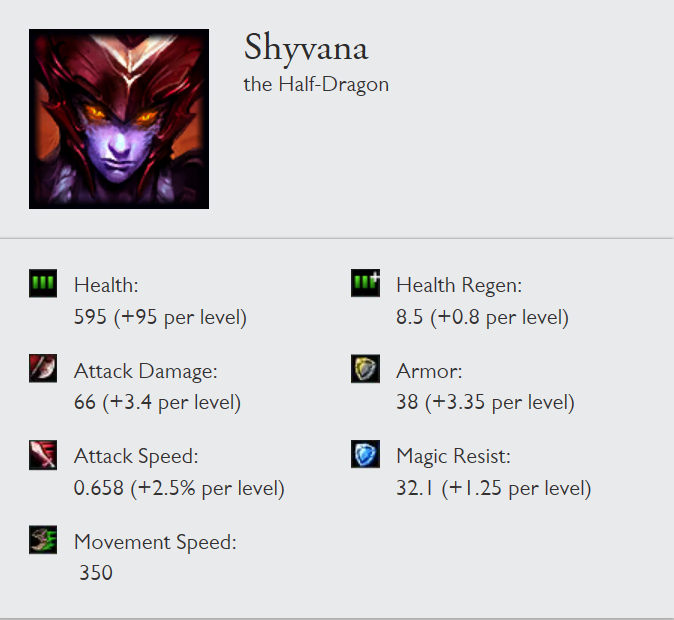 Shyvana
the Half-Dragon
Health:
595 (+95 per level)
Health Regen:
8.5 (+0.8 per level)
Attack Damage:
66 (+3.4 per level)
Armor:
38 (+3.35 per level)
Attack Speed:
0.658 (+2.5% per level)
Magic Resist:
32.1 (+1.25 per level)
Movement Speed:
350